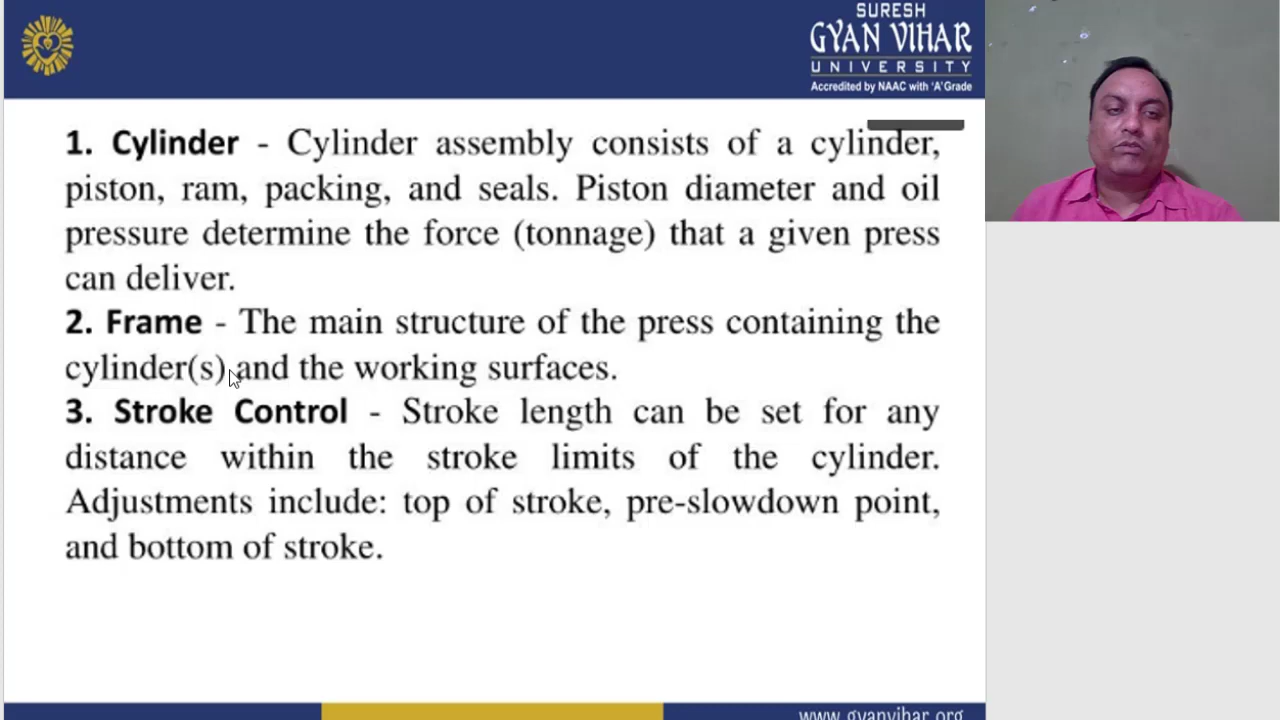 SURESH
GYAN VIHAR
UNIVERSITY
Accredited by NAAC with 'A' Grade
1. Cylinder - Cylinder assembly consists of a cylinder,
piston, ram, packing, and seals. Piston diameter and oil
pressure determine the force (tonnage) that a given press
can deliver.
2. Frame - The main structure of the press containing the
cylinder(s) and the working surfaces.
3. Stroke Control - Stroke length can be set for any
distance within the stroke limits of the cylinder.
Adjustments include: top of stroke, pre-slowdown point,
and bottom of stroke.
www.gyanvihar.org